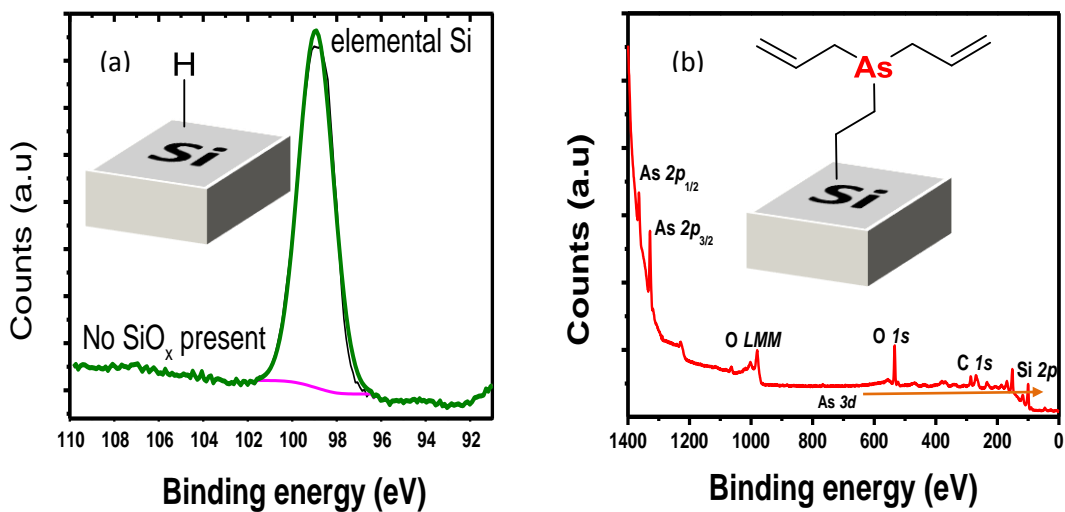 (a)
elemental Si
H
Si
No SiOx present
Counts (a.u)
110 108 106 104 102 100 98 96 94 92
Binding energy (eV)
(b)
As
Si
As 2p1/2
As 2p3/2
O LMM
O 1s
C 1s
Si 2p
As 3d
Counts (a.u)
1400 1200 1000 800 600 400 200 0
Binding energy (eV)